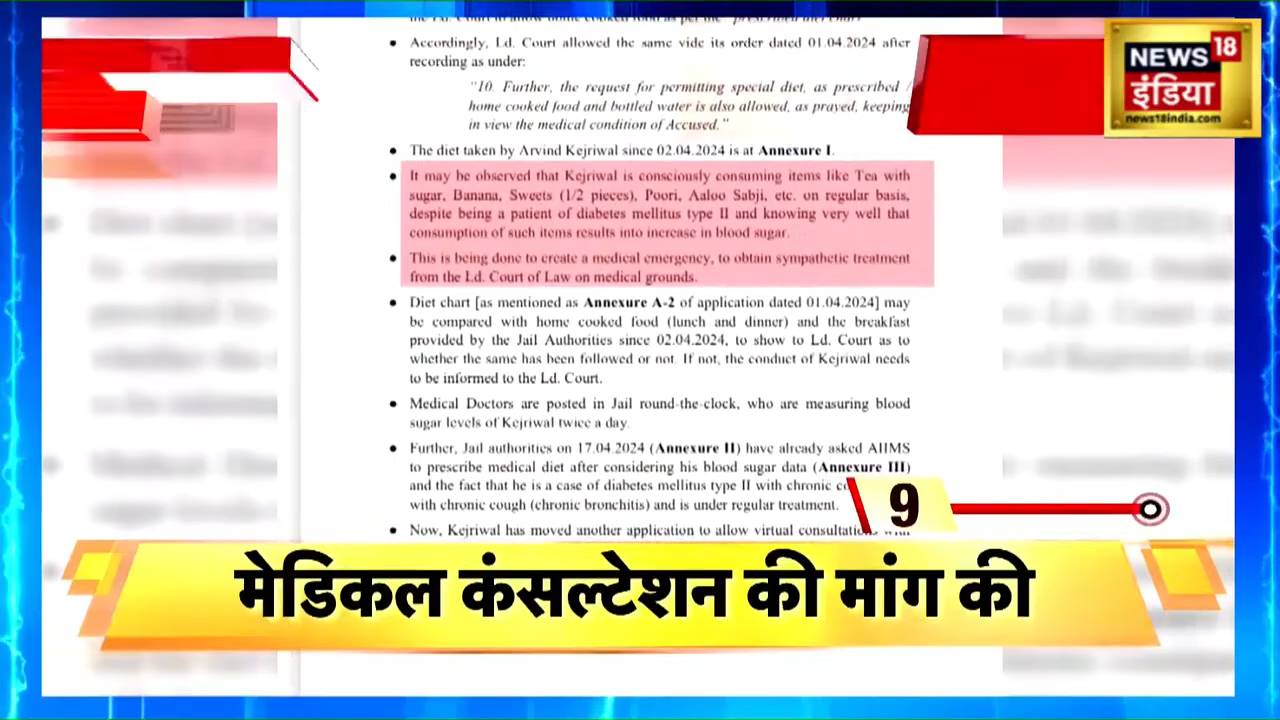 the Ld. Court to allow home cooked food as per the "prescribed diet chart"
• Accordingly, Ld. Court allowed the same vide its order dated 01.04.2024 after
recording as under:
"10. Further, the request for permitting special diet, as prescribed /
home cooked food and bottled water is also allowed, as prayed, keeping
in view the medical condition of Accused."
• The diet taken by Arvind Kejriwal since 02.04.2024 is at Annexure I.
• It may be observed that Kejriwal is consciously consuming items like Tea with
sugar, Banana, Sweets (1/2 pieces), Poori, Aaloo Sabji, etc. on regular basis,
despite being a patient of diabetes mellitus type II and knowing very well that
consumption of such items results into increase in blood sugar.
• This is being done to create a medical emergency, to obtain sympathetic treatment
from the Ld. Court of Law on medical grounds.
• Diet chart [as mentioned as Annexure A-2 of application dated 01.04.2024] may
be compared with home cooked food (lunch and dinner) and the breakfast
provided by the Jail Authorities since 02.04.2024, to show to Ld. Court as to
whether the same has been followed or not. If not, the conduct of Kejriwal needs
to be informed to the Ld. Court.
• Medical Doctors are posted in Jail round-the-clock, who are measuring blood
sugar levels of Kejriwal twice a day.
• Further, Jail authorities on 17.04.2024 (Annexure II) have already asked AIIMS
to prescribe medical diet after considering his blood sugar data (Annexure III)
and the fact that he is a case of diabetes mellitus type II with chronic
with chronic cough (chronic bronchitis) and is under regular treatment.
• Now, Kejriwal has moved another application to allow virtual
NEWS 18
इंडिया
news18india.com
9
मेडिकल कंसल्टेशन की मांग की